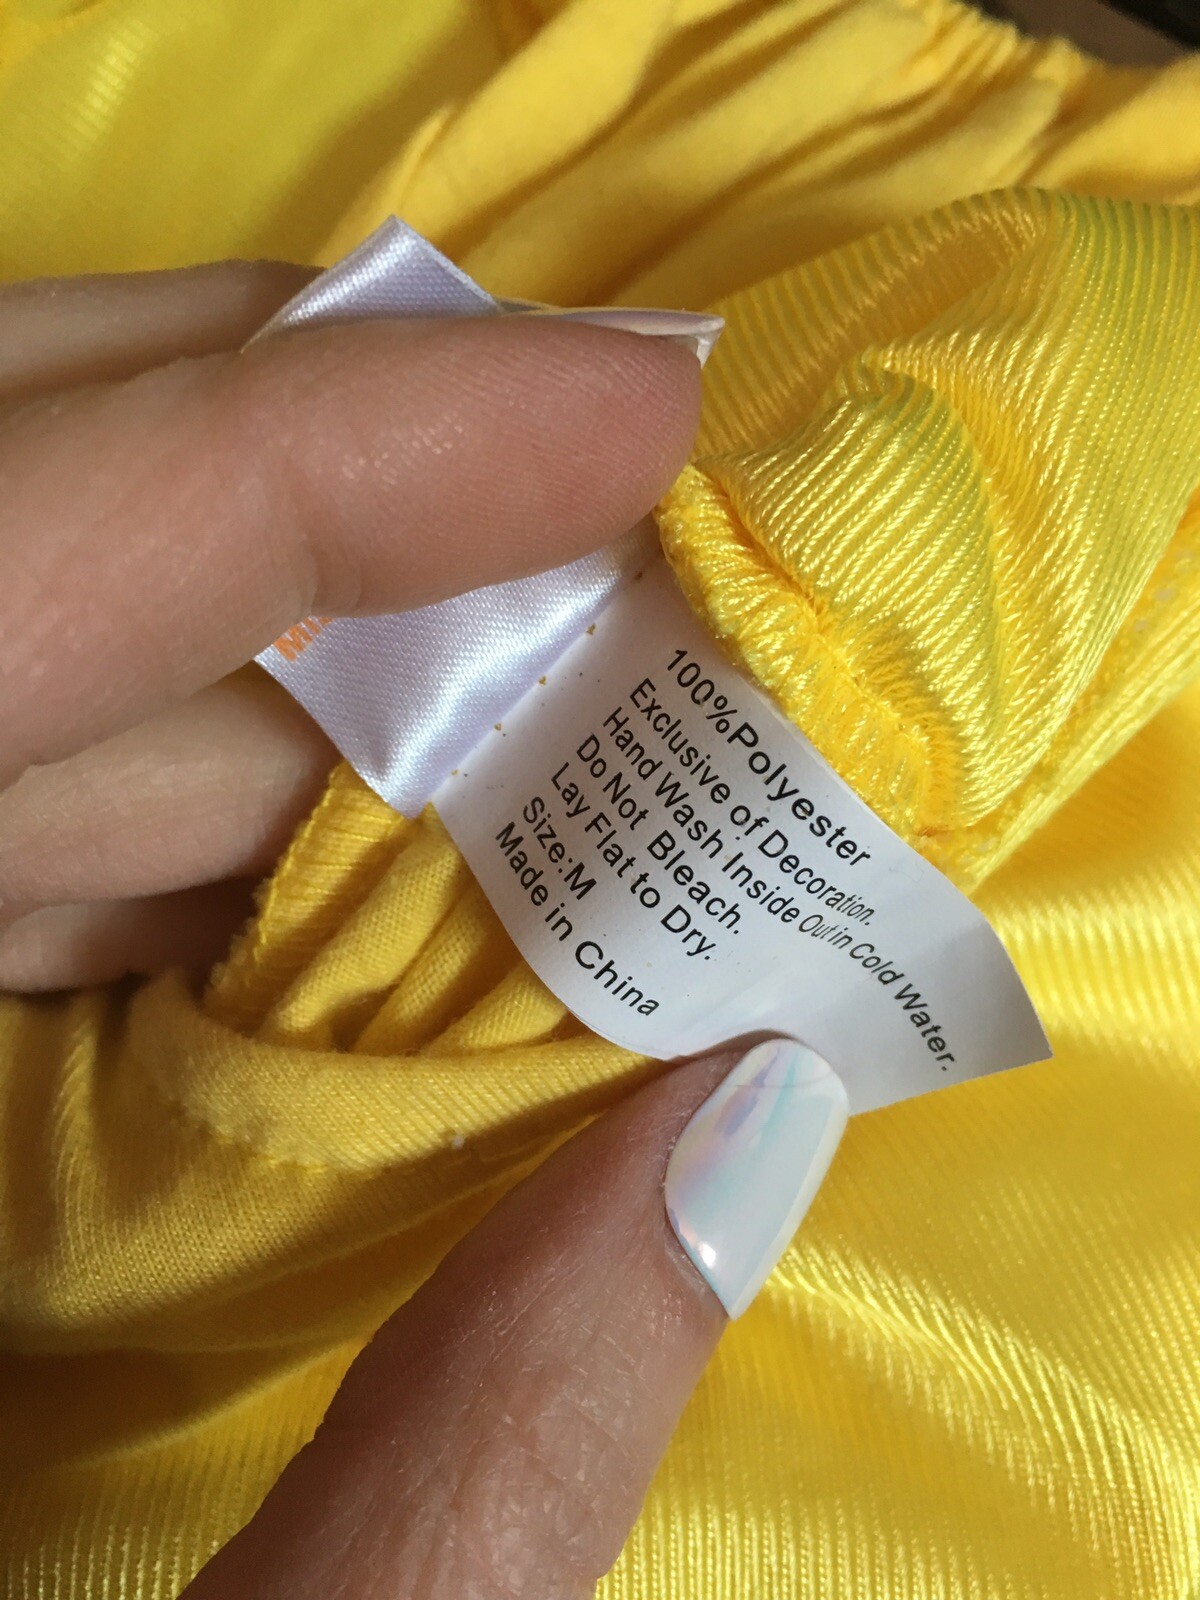 100%Polyester
Exclusive of Decoration.
Hand Wash Inside Out in Cold Water.
Do Not Bleach.
Lay Flat to Dry.
Size:M
Made in China